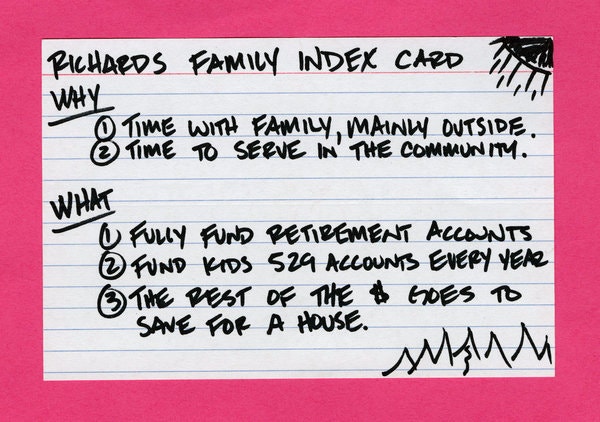 RICHARDS FAMILY INDEX CARD
WHY
① TIME WITH FAMILY, MAINLY OUTSIDE.
② TIME TO SERVE IN THE COMMUNITY.
WHAT
① FULLY FUND RETIREMENT ACCOUNTS
② FUND KIDS 529 ACCOUNTS EVERY YEAR
③ THE REST OF THE $ GOES TO
SAVE FOR A HOUSE.